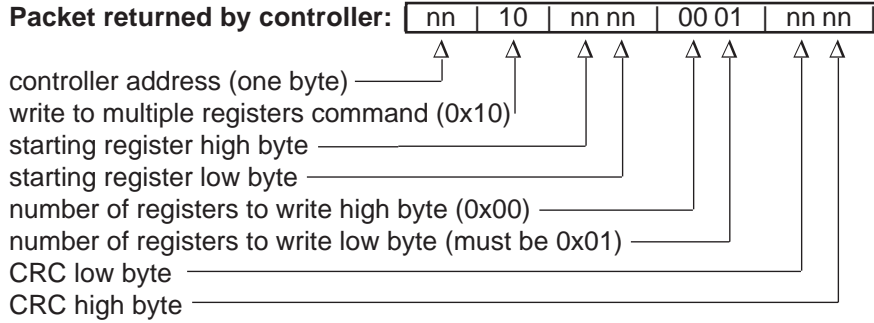 Packet returned by controller: nn | 10 | nn nn | 00 01 | nn nn
controller address (one byte)
write to multiple registers command (0x10)
starting register high byte
starting register low byte
number of registers to write high byte (0x00)
number of registers to write low byte (must be 0x01)
CRC low byte
CRC high byte